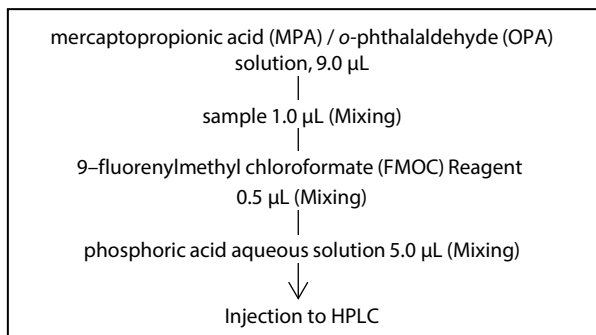 mercaptopropionic acid (MPA) / o-phthalaldehyde (OPA)
solution, 9.0 μL
sample 1.0 μL (Mixing)
9–fluorenylmethyl chloroformate (FMOC) Reagent
0.5 μL (Mixing)
phosphoric acid aqueous solution 5.0 μL (Mixing)
Injection to HPLC